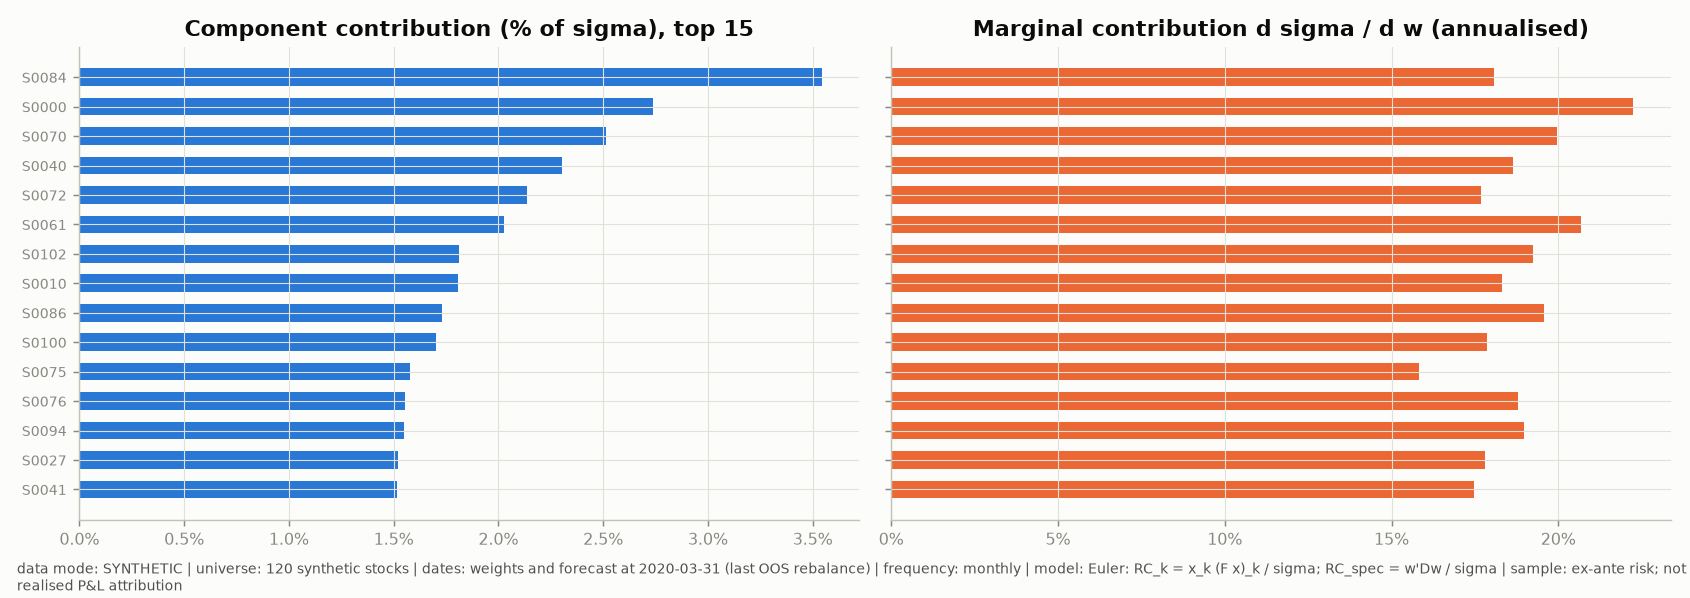 Component contribution (% of sigma), top 15
S0084
S0000
S0070
S0040
S0072
S0061
S0102
S0010
S0086
S0100
S0075
S0076
S0094
S0027
S0041
0.0% 0.5% 1.0% 1.5% 2.0% 2.5% 3.0% 3.5%
Marginal contribution d sigma / d w (annualised)
0% 5% 10% 15% 20%
data mode: SYNTHETIC | universe: 120 synthetic stocks | dates: weights and forecast at 2020-03-31 (last OOS rebalance) | frequency: monthly | model: Euler: RC_k = x_k (F x)_k / sigma; RC_spec = w'Dw / sigma | sample: ex-ante risk; not
realised P&L attribution